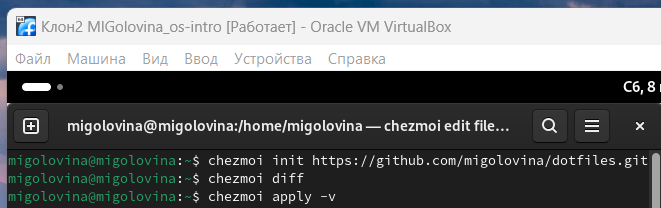 Клон2 MIGolovina_os-intro [Работает] - Oracle VM VirtualBox
Файл Машина Вид Ввод Устройства Справка
Сб, 8
migolovina@migolovina:/home/migolovina — chezmoi edit file...
migolovina@migolovina:~$ chezmoi init https://github.com/migolovina/dotfiles.git
migolovina@migolovina:~$ chezmoi diff
migolovina@migolovina:~$ chezmoi apply -v